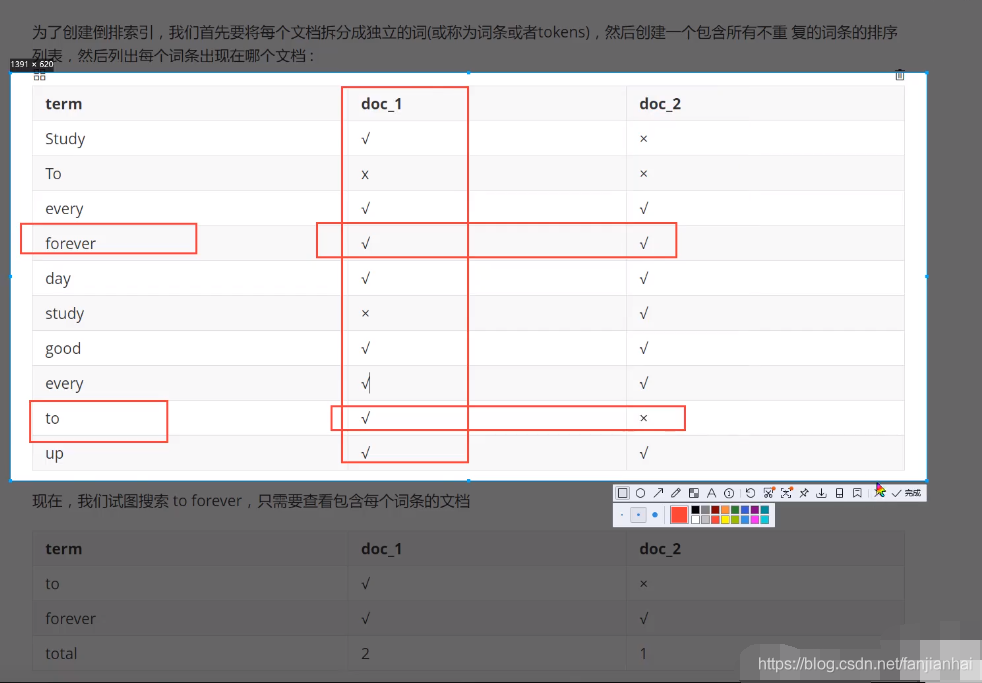 为了创建倒排索引，我们首先要将每个文档拆分成独立的词(或称为词条或者tokens)，然后创建一个包含所有不重 复的词条的排序
列表，然后列出每个词条出现在哪个文档：
1391 × 620
term doc_1 doc_2
Study √ ×
To x ×
every √ √
forever √ √
day √ √
study × √
good √ √
every √ √
to √ ×
up √ √
完成
现在，我们试图搜索 to forever，只需要查看包含每个词条的文档
term doc_1 doc_2
to √ ×
forever √ √
total 2 1
https://blog.csdn.net/fanjianhai